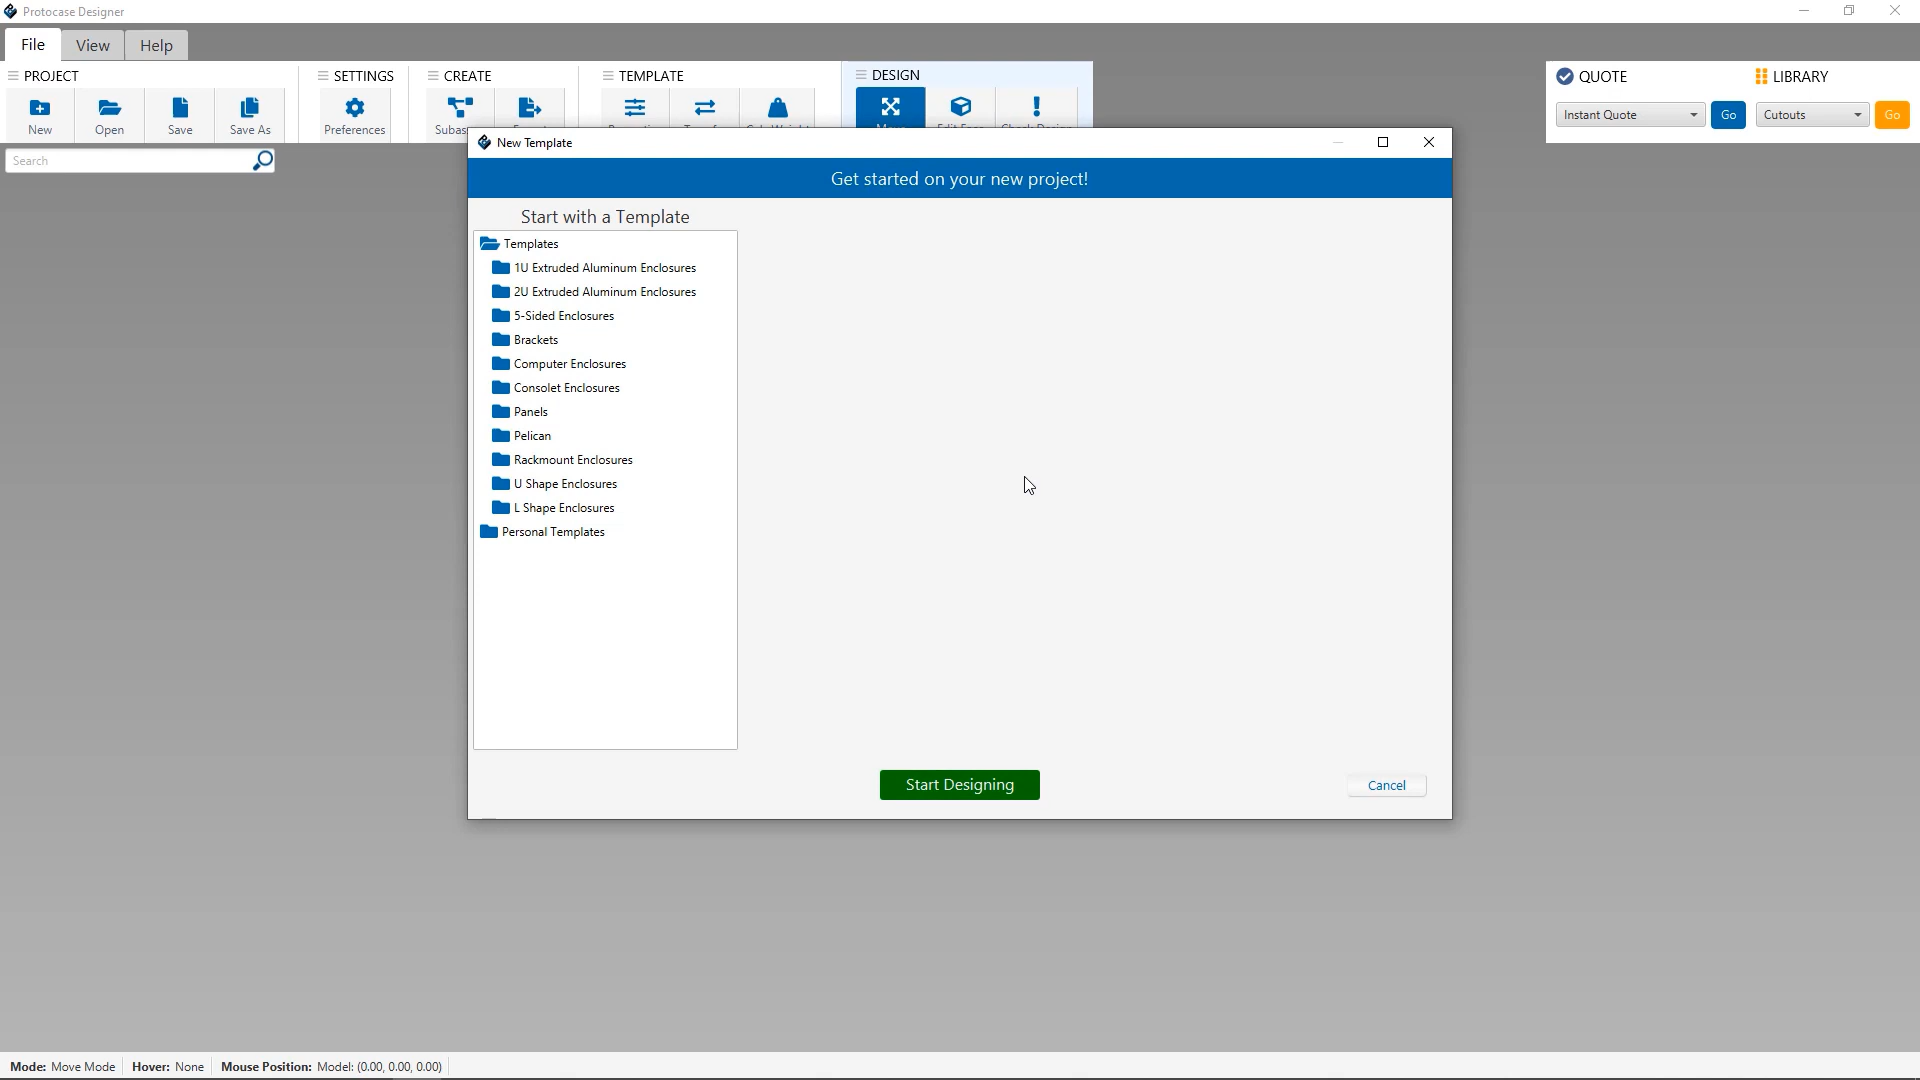 Protocase Designer
File View Help
PROJECT SETTINGS CREATE TEMPLATE DESIGN QUOTE LIBRARY
New Open Save Save As Preferences
Instant Quote Go Cutouts Go
Search
New Template
Get started on your new project!
Start with a Template
Templates
1U Extruded Aluminum Enclosures
2U Extruded Aluminum Enclosures
5-Sided Enclosures
Brackets
Computer Enclosures
Consolet Enclosures
Panels
Pelican
Rackmount Enclosures
U Shape Enclosures
L Shape Enclosures
Personal Templates
Start Designing Cancel
Mode: Move Mode Hover: None Mouse Position: Model: (0.00, 0.00, 0.00)